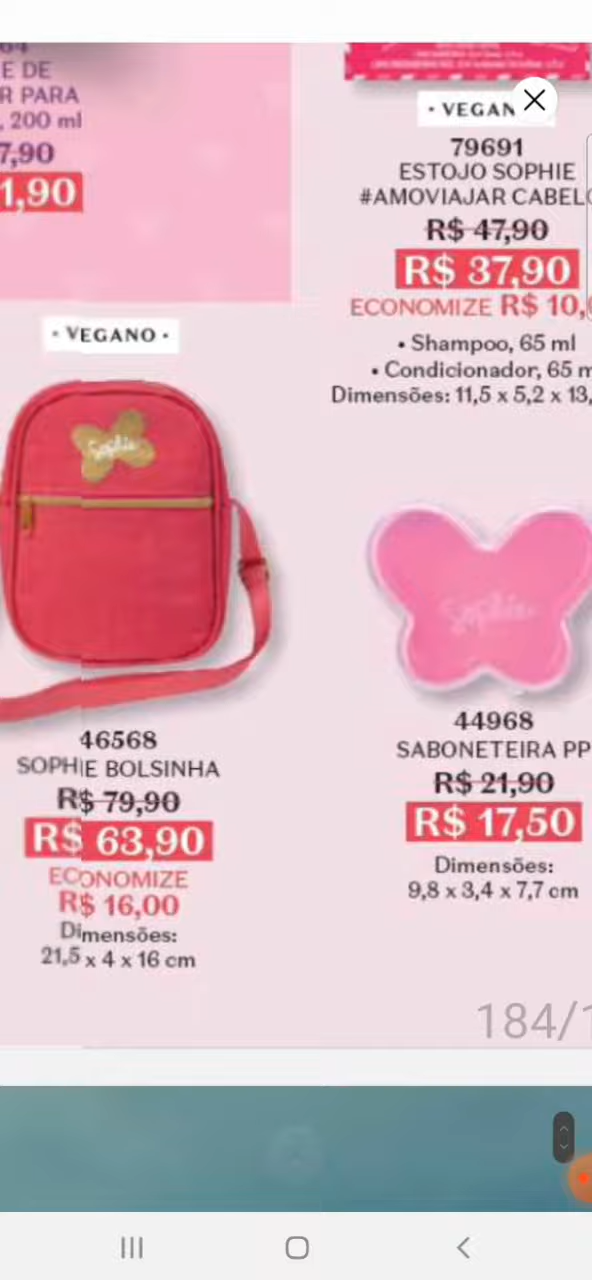 E DE
R PARA
, 200 ml
7,90
1,90
• VEGAN
79691
ESTOJO SOPHIE
#AMOVIAJAR CABEL
R$ 47,90
R$ 37,90
ECONOMIZE R$ 10,
• Shampoo, 65 ml
• Condicionador, 65 m
Dimensões: 11,5 x 5,2 x 13,
• VEGANO •
Sophie
46568
SOPHIE BOLSINHA
R$ 79,90
R$ 63,90
ECONOMIZE
R$ 16,00
Dimensões:
21,5 x 4 x 16 cm
Sophie
44968
SABONETEIRA PP
R$ 21,90
R$ 17,50
Dimensões:
9,8 x 3,4 x 7,7 cm
184/1